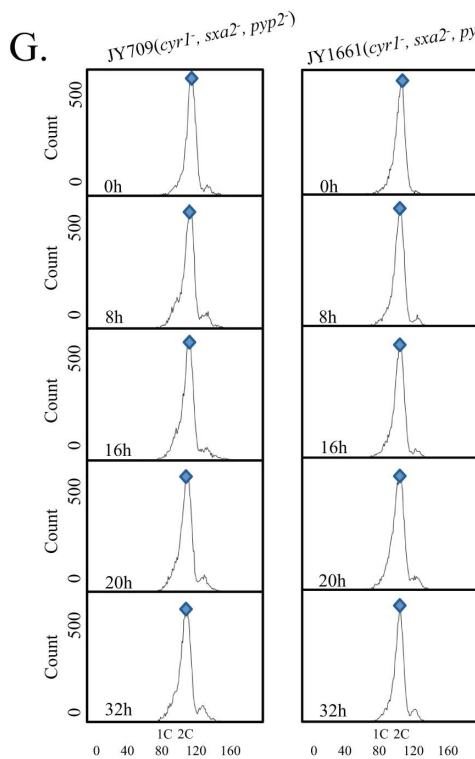 G.
JY709(cyr1-, sxa2-, pyp2-)
JY1661(cyr1-, sxa2-, py
Count 500 0 0h 0h
Count 500 0 8h 8h
Count 500 0 16h 16h
Count 500 0 20h 20h
Count 500 0 32h 32h
1C 2C 1C 2C
0 40 80 120 160 0 40 80 120 160